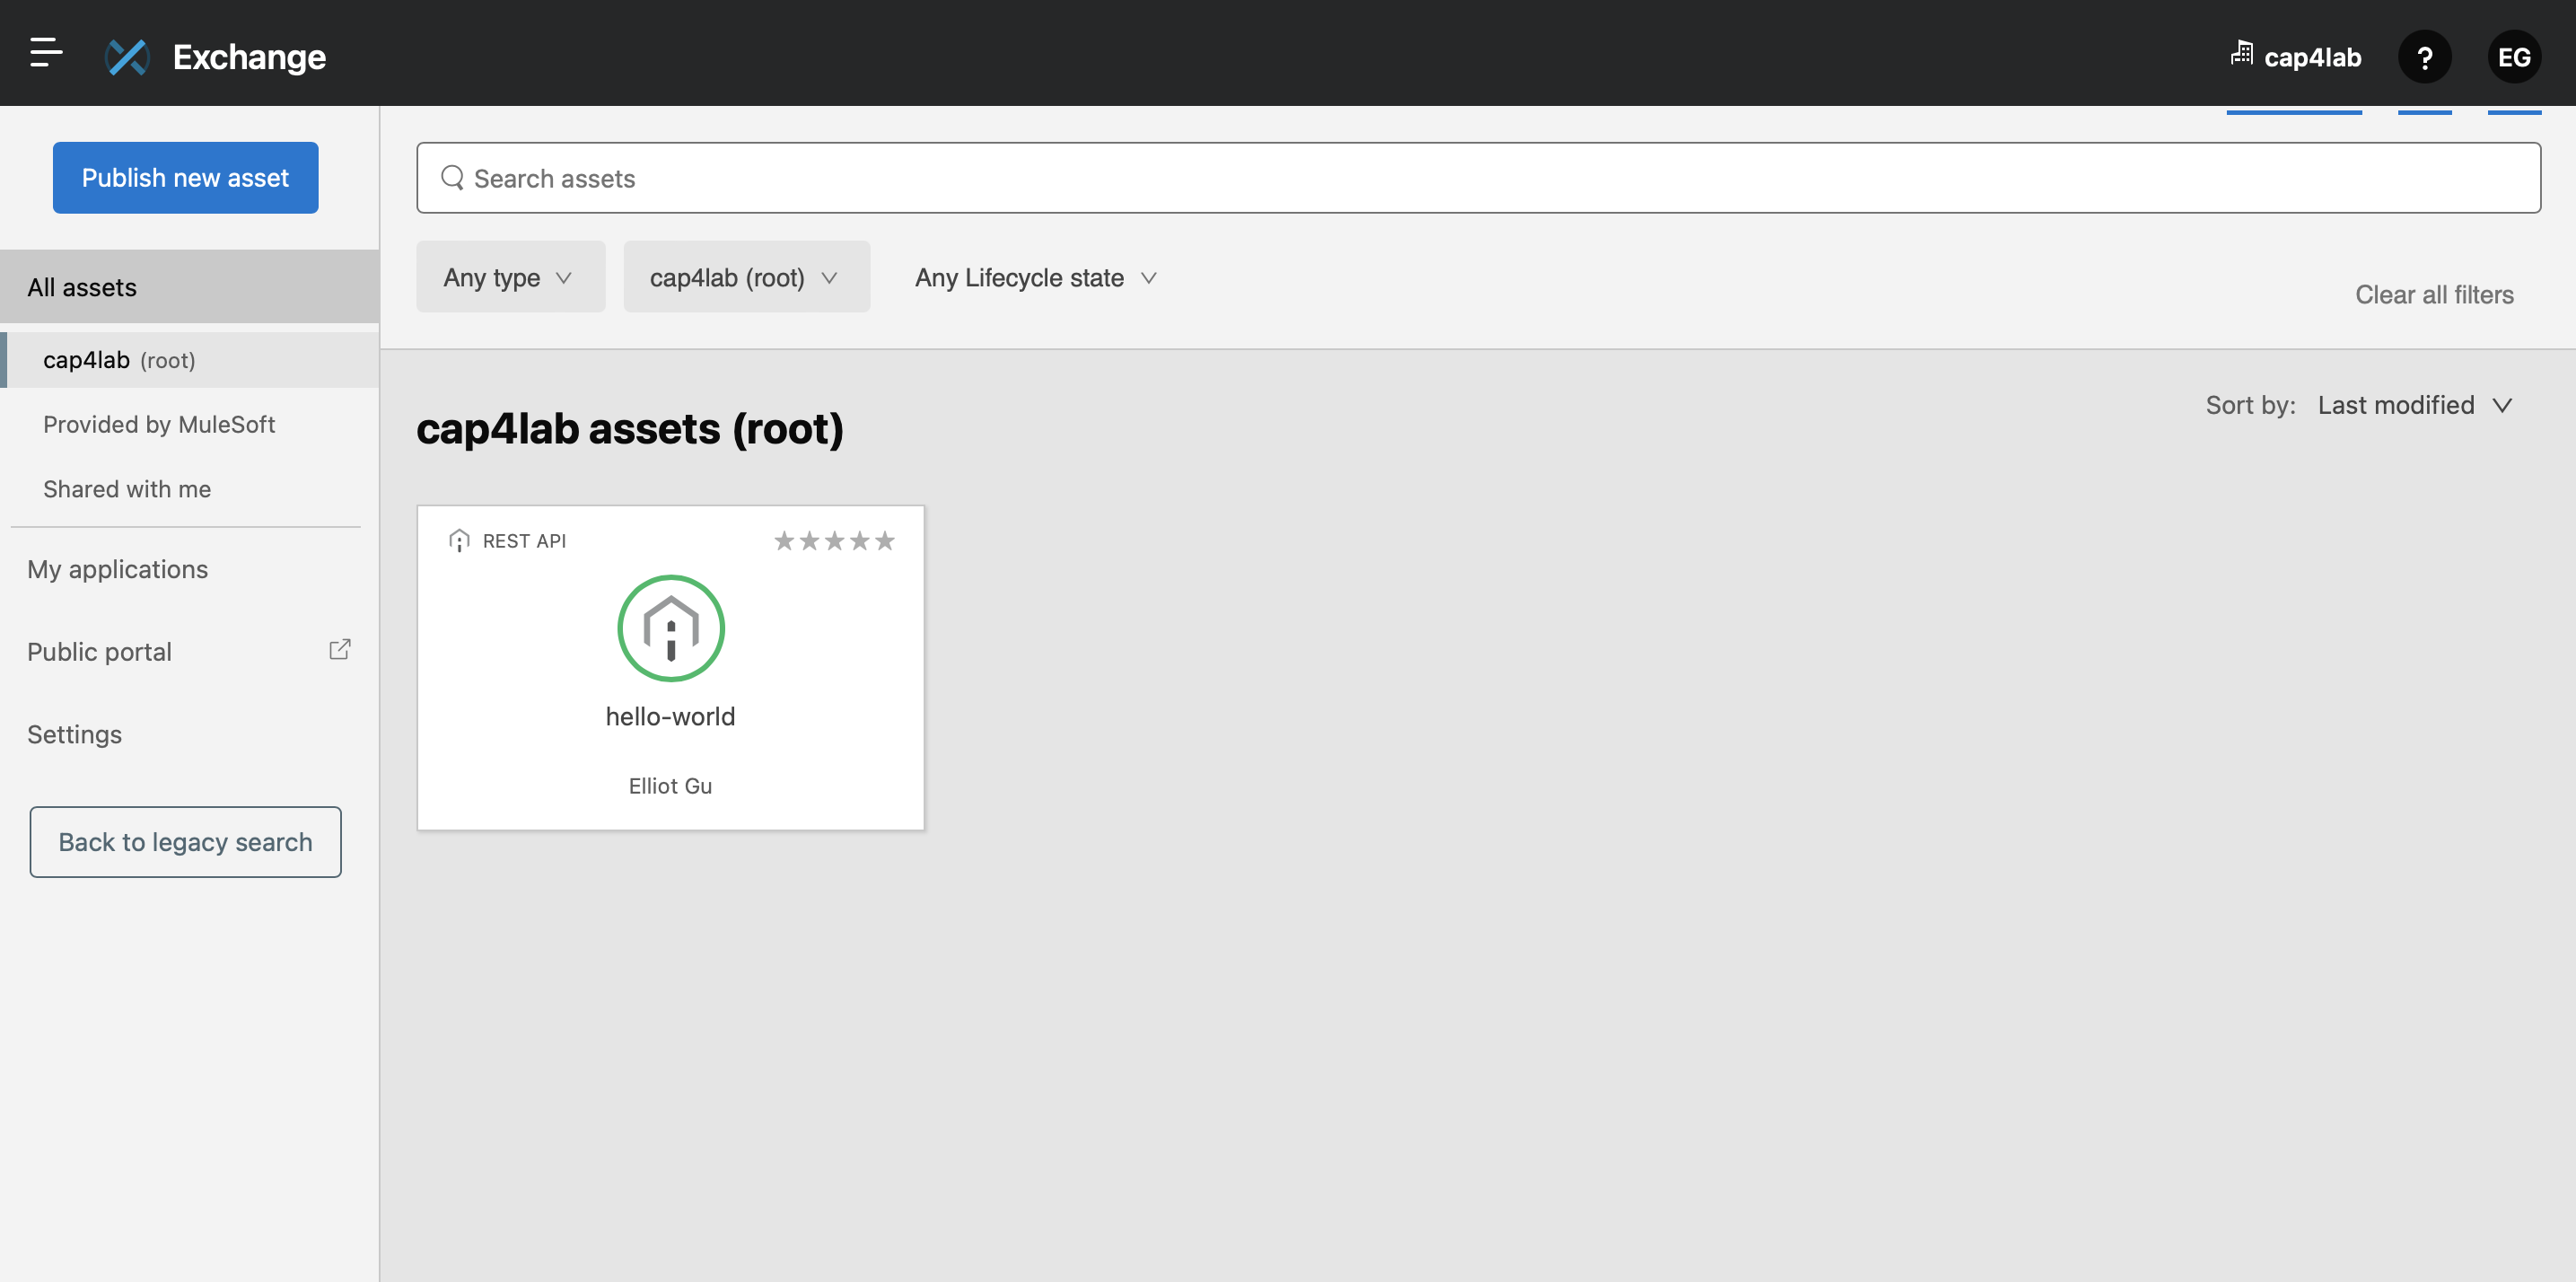 Exchange
cap4lab
?
EG
Publish new asset
Search assets
Any type
cap4lab (root)
Any Lifecycle state
Clear all filters
All assets
cap4lab (root)
Provided by MuleSoft
Shared with me
My applications
Public portal
Settings
Back to legacy search
cap4lab assets (root)
Sort by: Last modified
REST API
hello-world
Elliot Gu